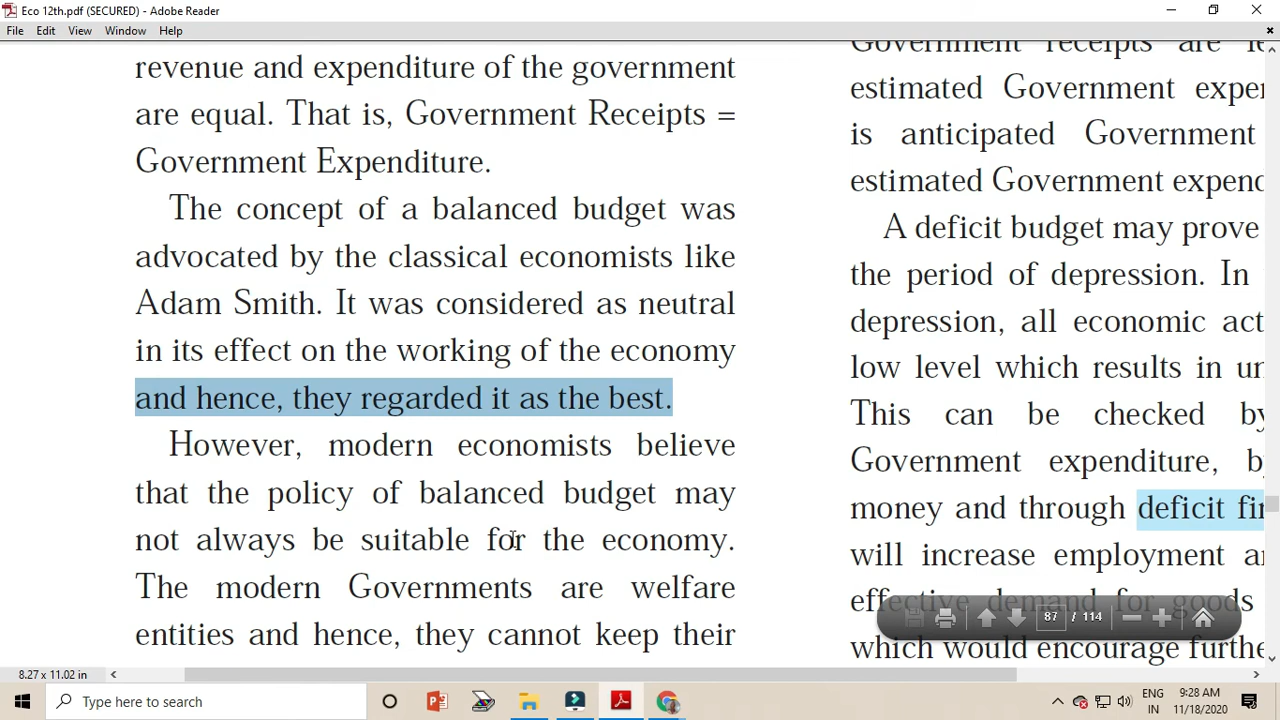 Eco 12th.pdf (SECURED) - Adobe Reader
File Edit View Window Help
revenue and expenditure of the government
are equal. That is, Government Receipts =
Government Expenditure.
The concept of a balanced budget was
advocated by the classical economists like
Adam Smith. It was considered as neutral
in its effect on the working of the economy
and hence, they regarded it as the best.
However, modern economists believe
that the policy of balanced budget may
not always be suitable for the economy.
The modern Governments are welfare
entities and hence, they cannot keep their
Government receipts are
estimated Government
is anticipated Government
estimated Government
A deficit budget may prove
the period of depression. In
depression, all economic
low level which results in
This can be checked
Government expenditure,
money and through deficit
will increase employment
effective demand for goods
which would encourage
87 / 114
8.27 x 11.02 in
Type here to search
ENG
IN
9:28 AM
11/18/2020